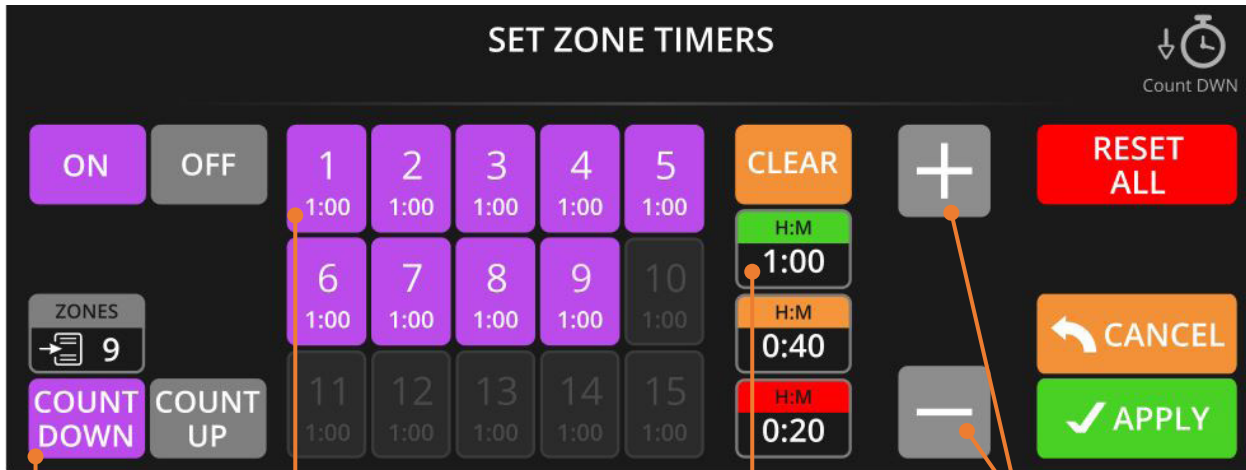 SET ZONE TIMERS
Count DWN
ON
OFF
1
1:00
2
1:00
3
1:00
4
1:00
5
1:00
CLEAR
+
RESET
ALL
H:M
1:00
6
1:00
7
1:00
8
1:00
9
1:00
10
1:00
ZONES
9
H:M
0:40
CANCEL
COUNT
DOWN
COUNT
UP
11
1:00
12
1:00
13
1:00
14
1:00
15
1:00
H:M
0:20
—
APPLY